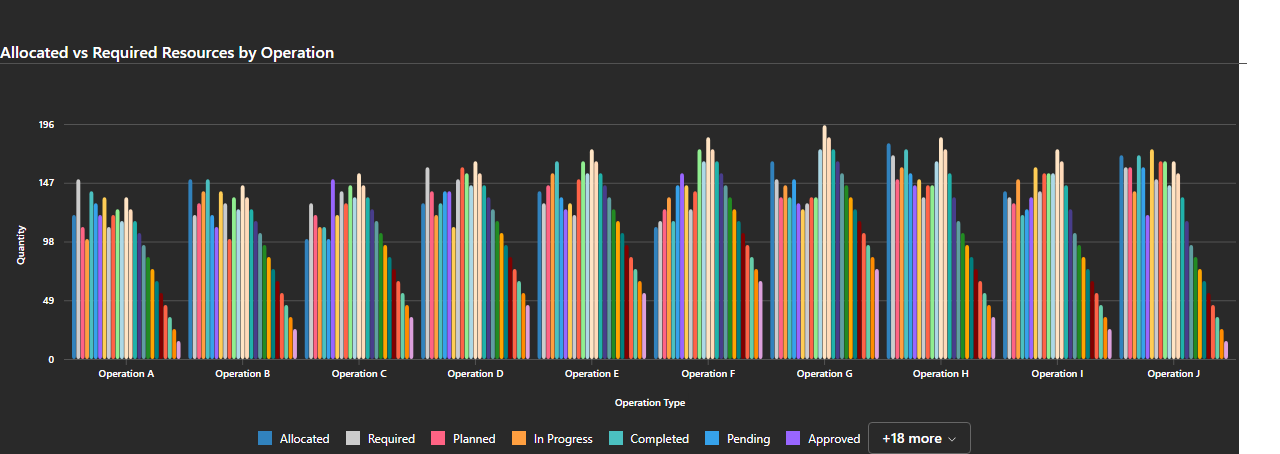 Allocated vs Required Resources by Operation
196
147
98
49
0
Quantity
Operation A Operation B Operation C Operation D Operation E Operation F Operation G Operation H Operation I Operation J
Operation Type
Allocated Required Planned In Progress Completed Pending Approved +18 more